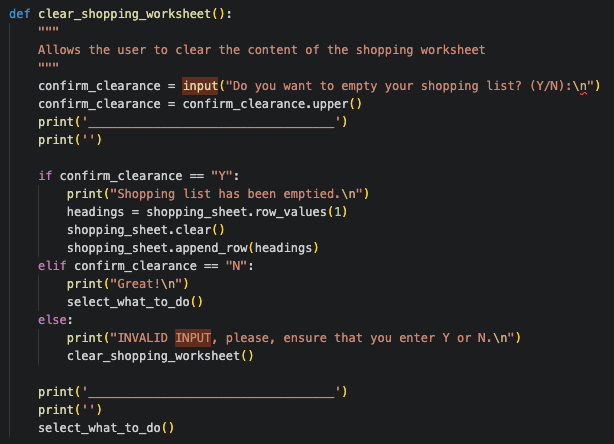 def clear_shopping_worksheet():
    """
    Allows the user to clear the content of the shopping worksheet
    """
    confirm_clearance = input("Do you want to empty your shopping list? (Y/N):\n")
    confirm_clearance = confirm_clearance.upper()
    print('__________________________________')
    print('')

    if confirm_clearance == "Y":
        print("Shopping list has been emptied.\n")
        headings = shopping_sheet.row_values(1)
        shopping_sheet.clear()
        shopping_sheet.append_row(headings)
    elif confirm_clearance == "N":
        print("Great!\n")
        select_what_to_do()
    else:
        print("INVALID INPUT, please, ensure that you enter Y or N.\n")
        clear_shopping_worksheet()

    print('__________________________________')
    print('')
    select_what_to_do()